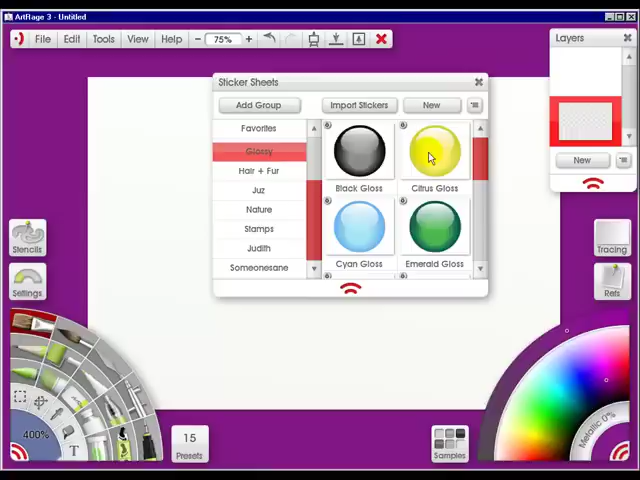 ArtRage 3 - Untitled
File Edit Tools View Help - 75% +
Layers
New
Sticker Sheets
Add Group Import Stickers New
Favorites
Glossy
Hair + Fur
Juz
Nature
Stamps
Judith
Someonesane
Black Gloss Citrus Gloss
Cyan Gloss Emerald Gloss
Stencils
Tracing
Settings
Refs
400%
T
15
Presets
Samples
Metallic 0%